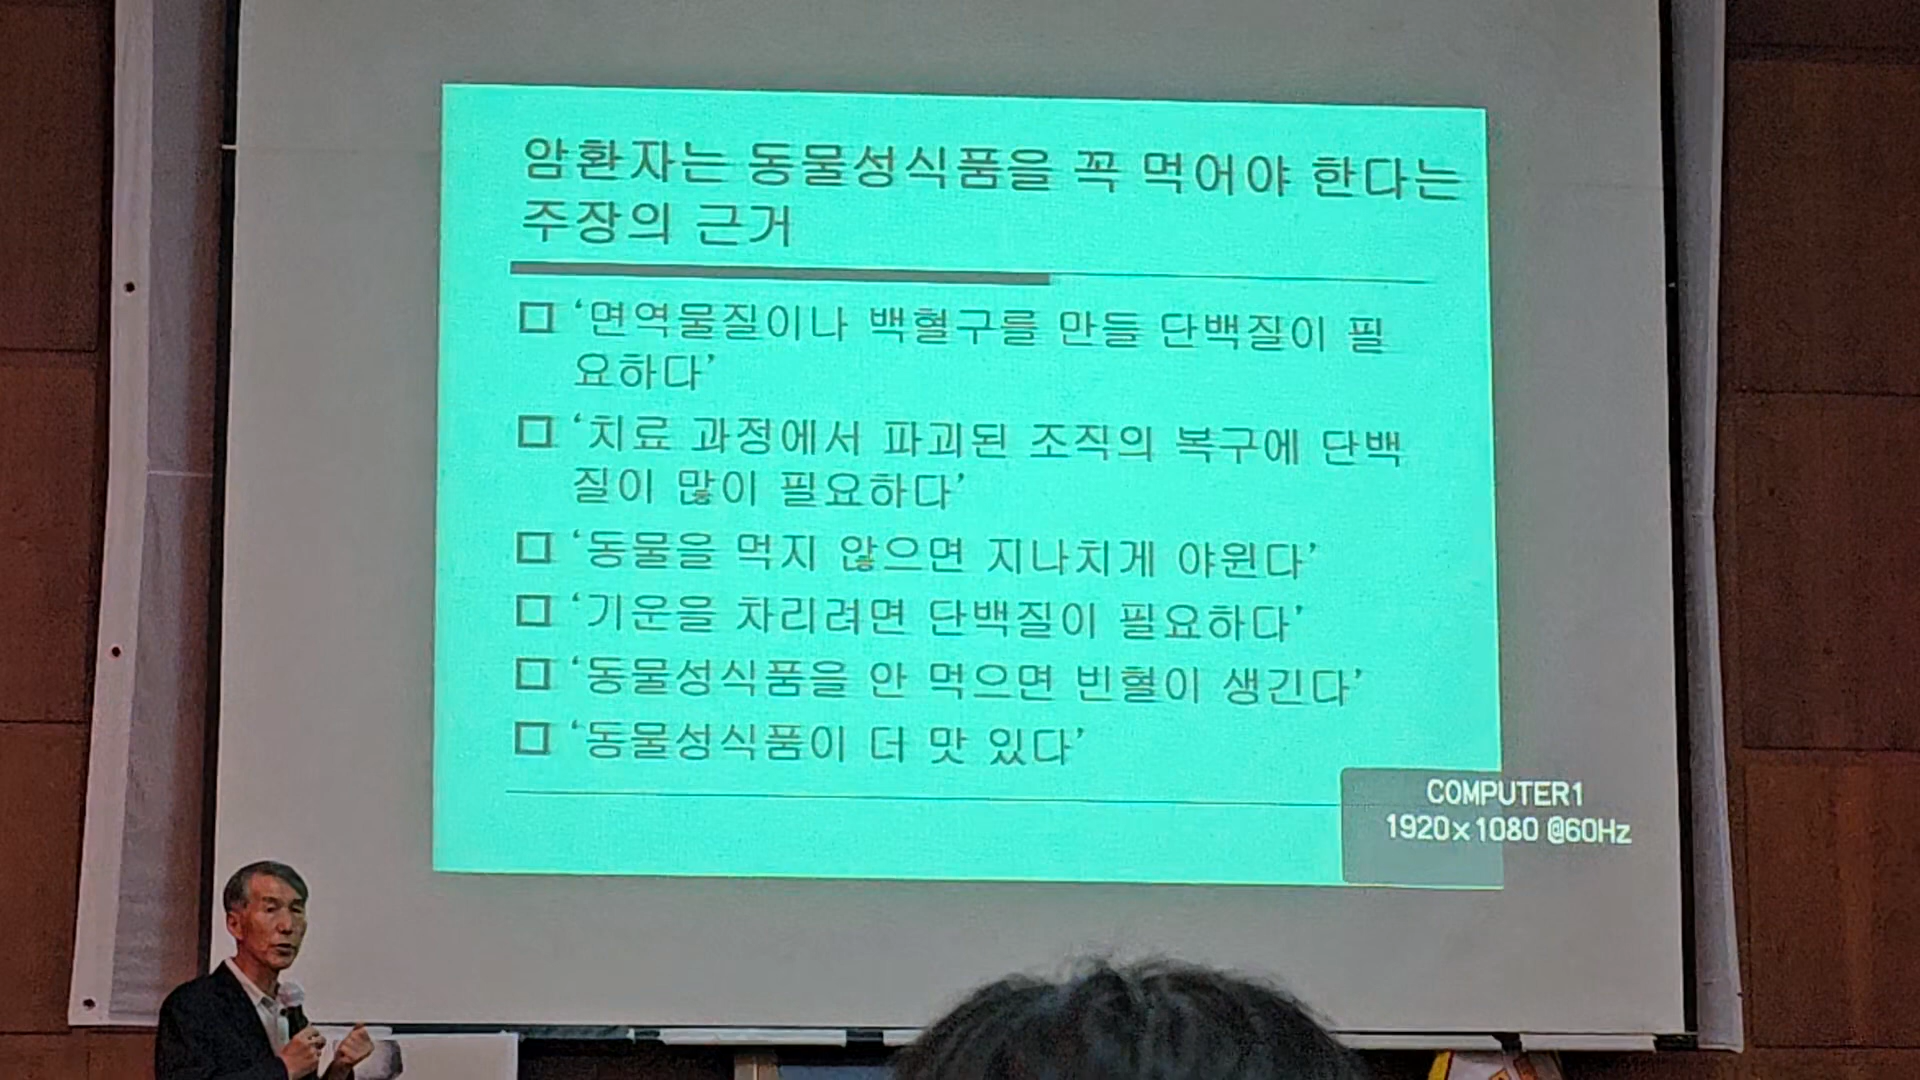 암환자는 동물성식품을 꼭 먹어야 한다는
주장의 근거
‘면역물질이나 백혈구를 만들 단백질이 필
요하다’
‘치료 과정에서 파괴된 조직의 복구에 단백
질이 많이 필요하다’
‘동물을 먹지 않으면 지나치게 야윈다’
‘기운을 차리려면 단백질이 필요하다’
‘동물성식품을 안 먹으면 빈혈이 생긴다’
‘동물성식품이 더 맛 있다’
COMPUTER1
1920×1080 @60Hz